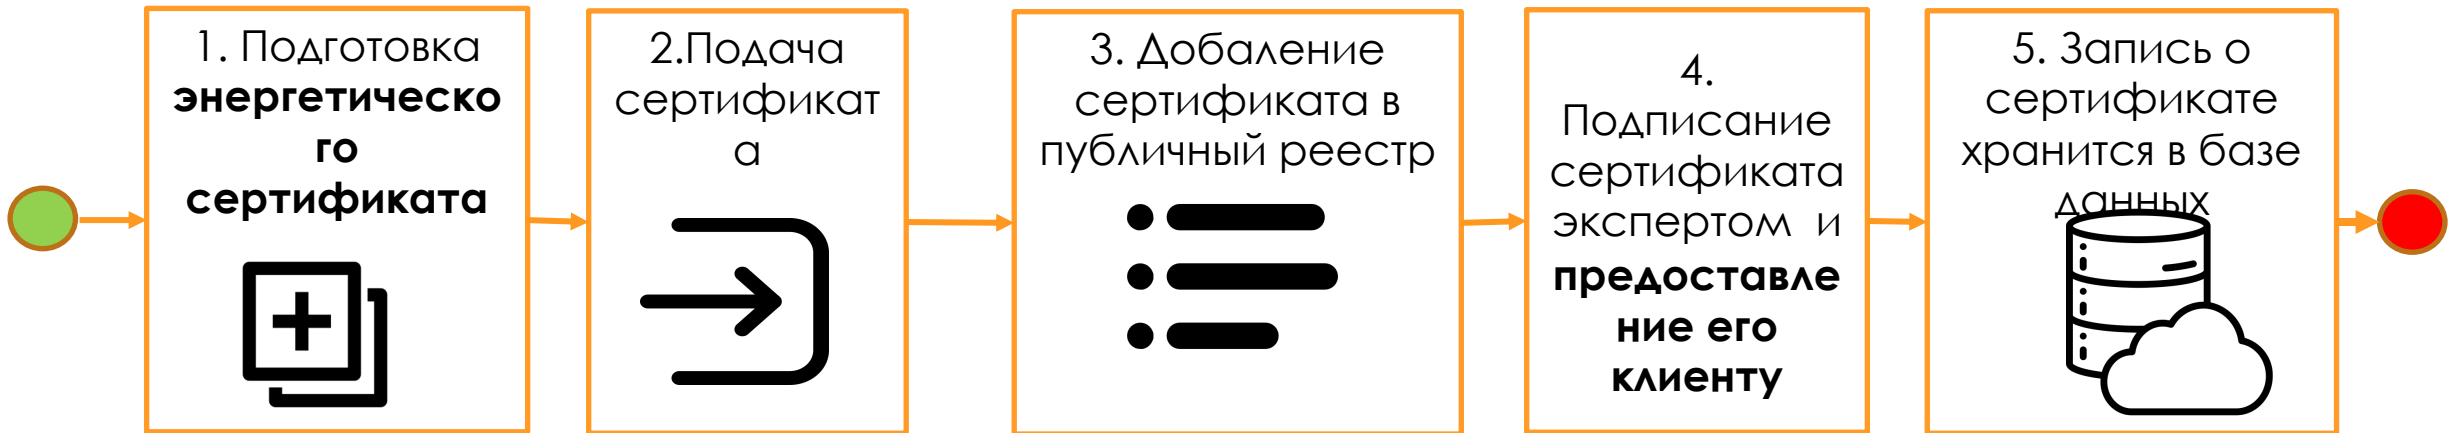 1. Подготовка
энергетическо
го
сертификата
2.Подача
сертификат
а
3. Добаление
сертификата в
публичный реестр
4.
Подписание
сертификата
экспертом и
предоставле
ние его
клиенту
5. Запись о
сертификате
хранится в базе
данных